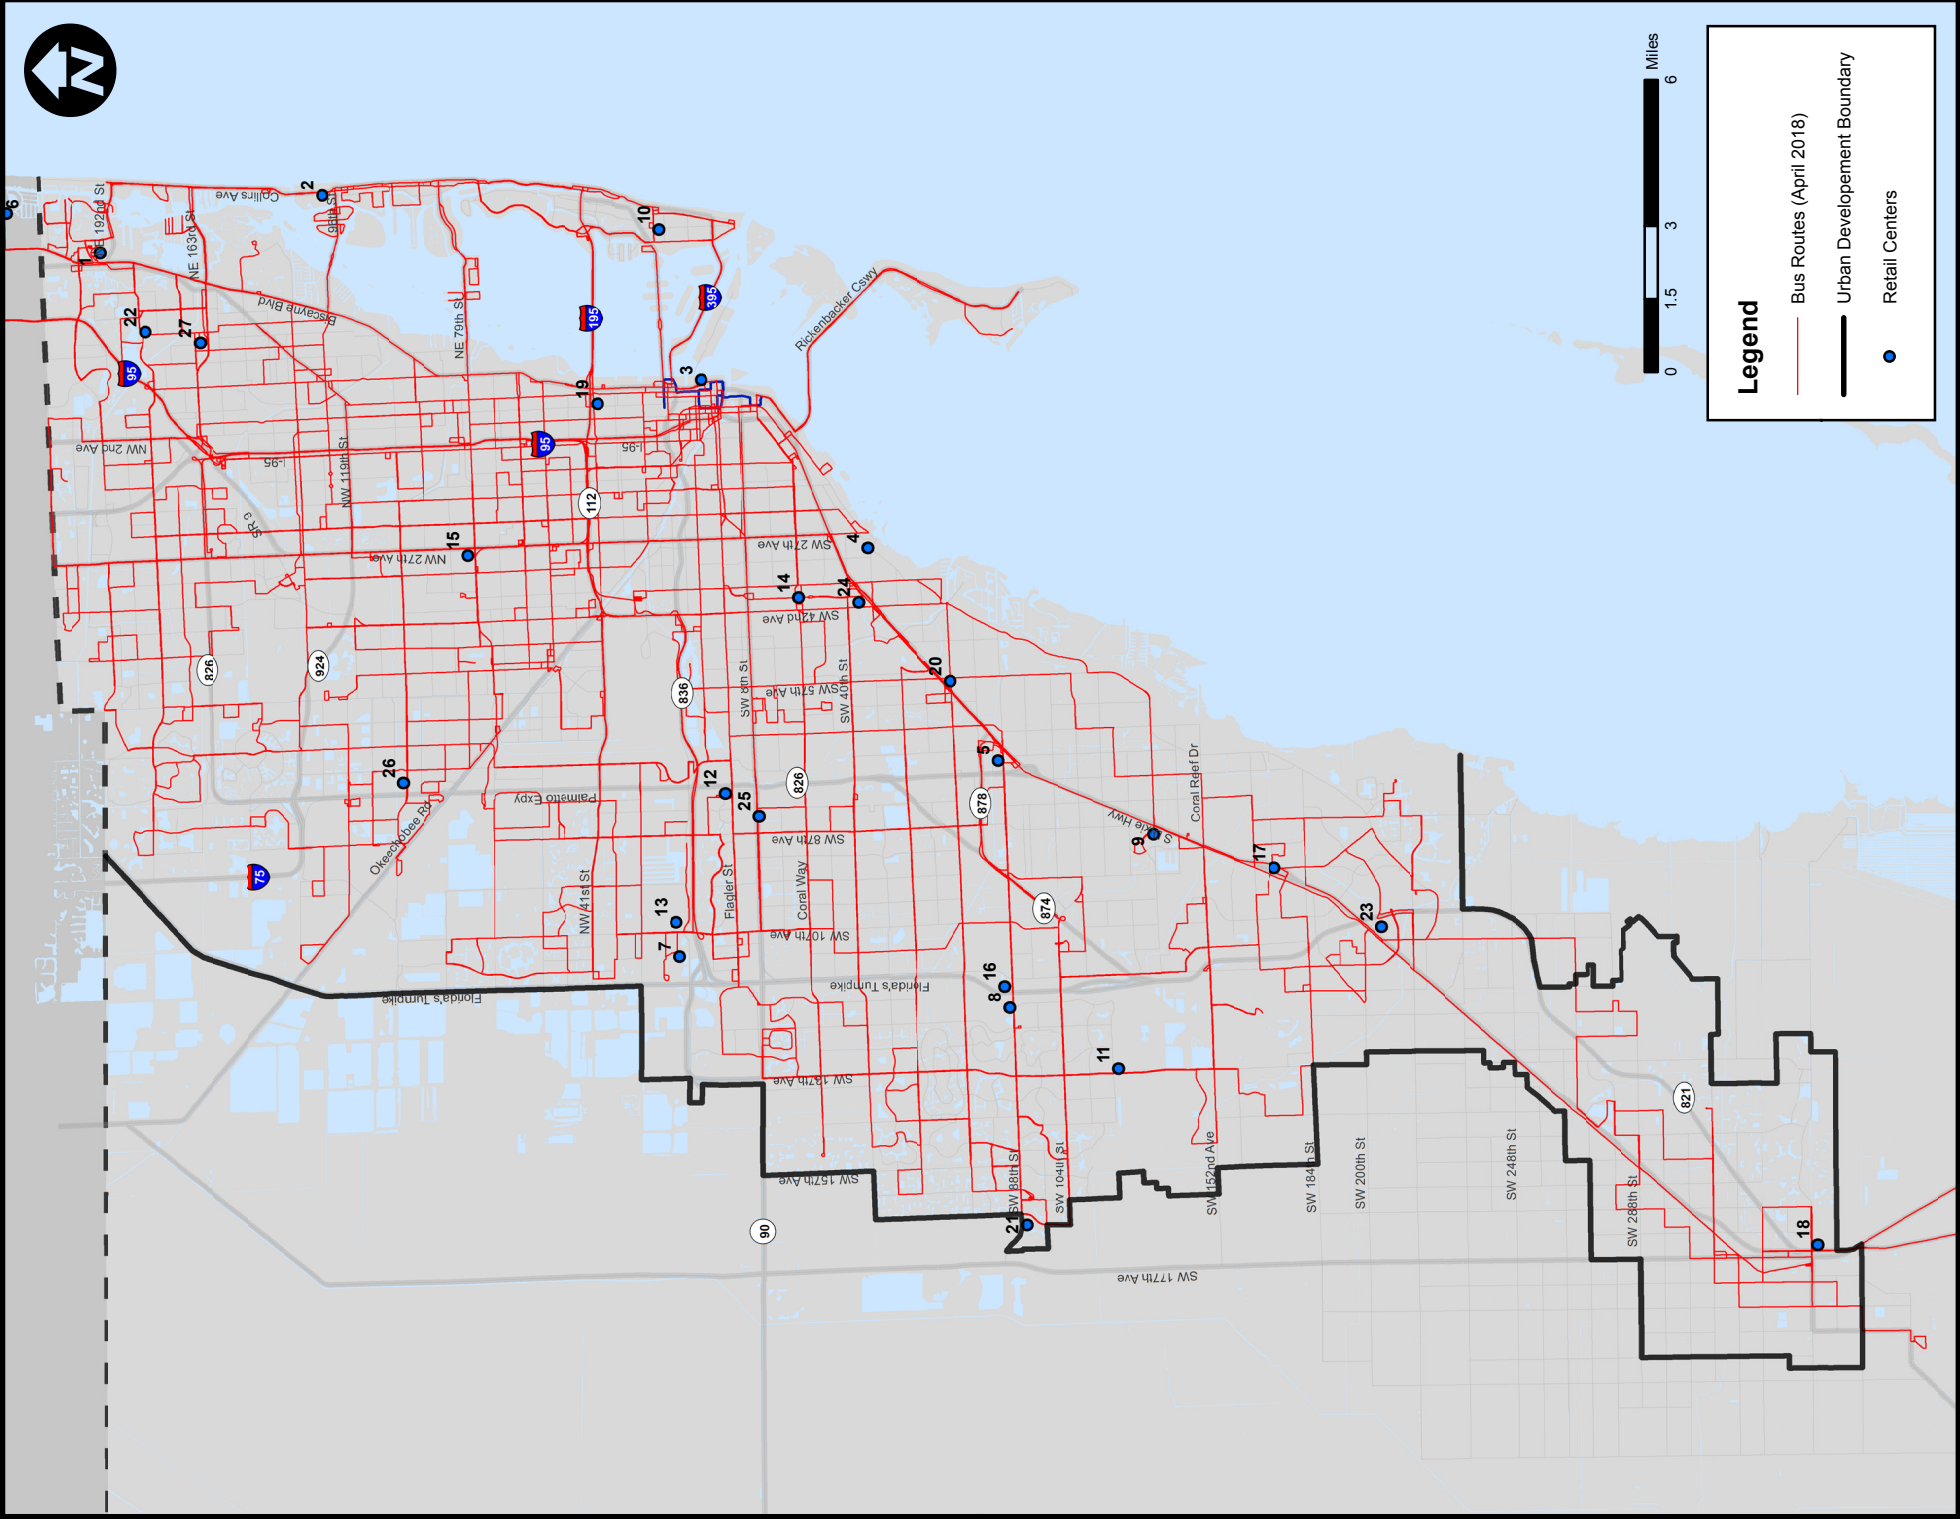 N
6
1
NE 192nd St
Collins Ave
2
96th St
NE 163rd St
22
27
95
Biscayne Blvd
10
NE 79th St
195
395
Rickenbacker Cswy
3
19
NW 2nd Ave
I-95
NW 119th St
95
I-95
SR 9
112
NW 27th Ave
15
SW 27th Ave
4
14
24
SW 42nd Ave
826
924
836
SW 8th St
SW 57th Ave
SW 40th St
20
26
Okeechobee Rd
Palmetto Expy
12
25
826
SW 87th Ave
5
878
S Dixie Hwy
9
Coral Reef Dr
17
75
NW 41st St
13
7
Flagler St
Coral Way
SW 107th Ave
874
23
Florida's Turnpike
Florida's Turnpike
16
8
11
SW 137th Ave
SW 157th Ave
SW 88th St
SW 104th St
21
SW 152nd Ave
SW 184th St
SW 200th St
SW 248th St
SW 288th St
821
18
90
SW 177th Ave
0
1.5
3
6
Miles
Legend
Bus Routes (April 2018)
Urban Developement Boundary
Retail Centers